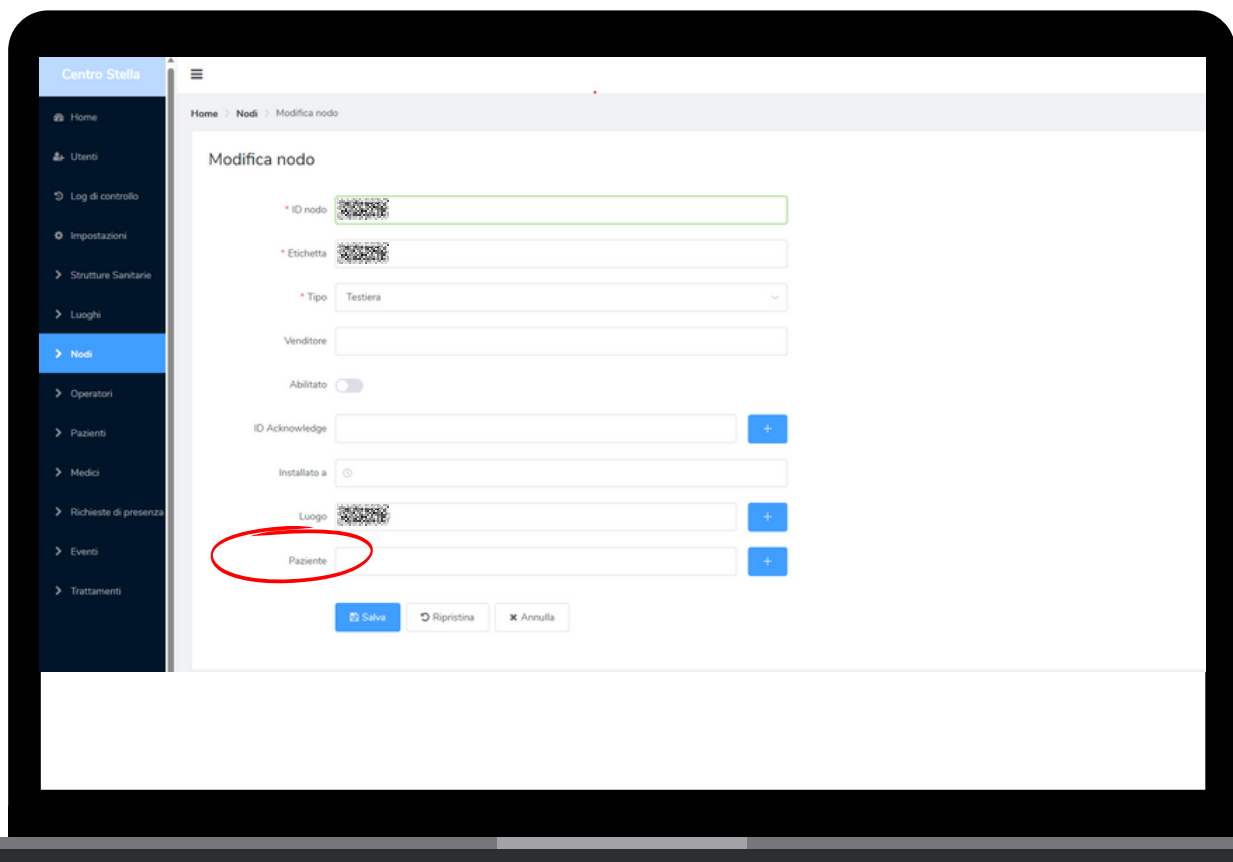 Centro Stella
Home > Nodi > Modifica nodo
Home
Utenti
Log di controllo
Impostazioni
Strutture Sanitarie
Luoghi
Nodi
Operatori
Pazienti
Medici
Richieste di presenza
Eventi
Trattamenti
Modifica nodo
* ID nodo
* Etichetta
* Tipo Testiera
Venditore
Abilitato
ID Acknowledge +
Installato a
Luogo +
Paziente +
Salva Ripristina Annulla